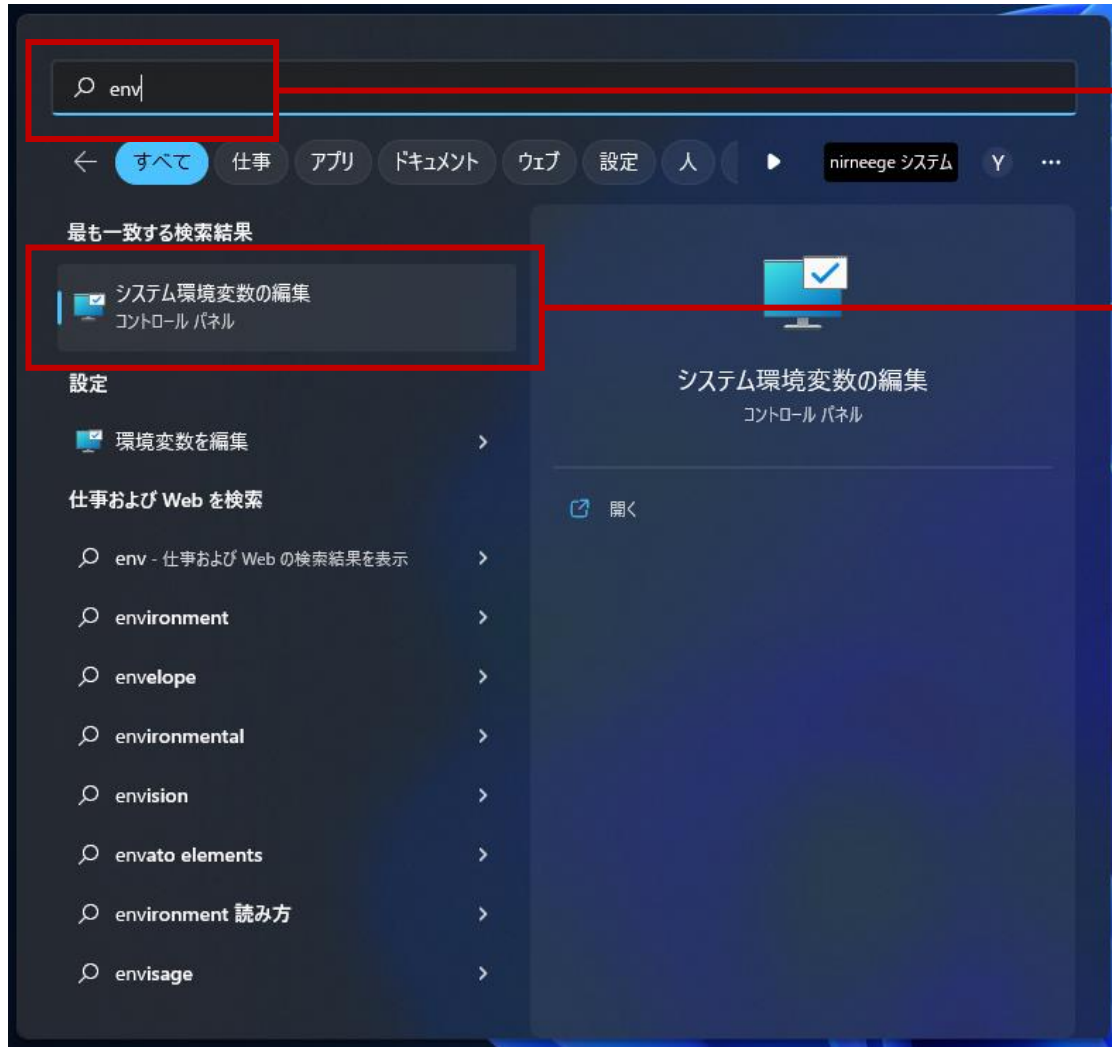 env
すべて 仕事 アプリ ドキュメント ウェブ 設定 人 nirneege システム Y ...
最も一致する検索結果
システム環境変数の編集
コントロール パネル
設定
環境変数を編集
仕事および Web を検索
env - 仕事および Web の検索結果を表示
environment
envelope
environmental
envision
envato elements
environment 読み方
envisage
システム環境変数の編集
コントロール パネル
開く